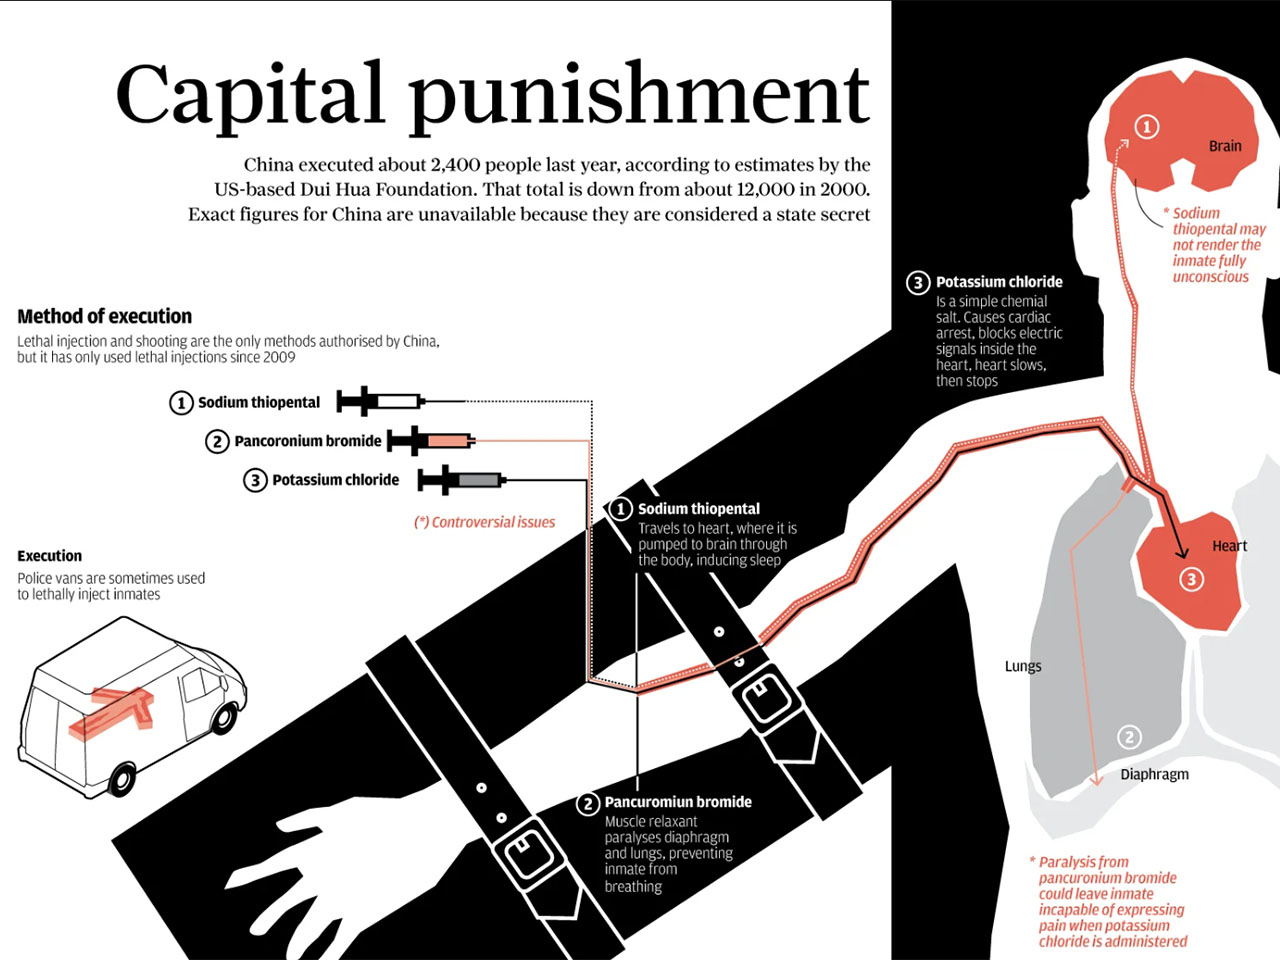 Capital punishment
China executed about 2,400 people last year, according to estimates by the
US-based Dui Hua Foundation. That total is down from about 12,000 in 2000.
Exact figures for China are unavailable because they are considered a state secret
Method of execution
Lethal injection and shooting are the only methods authorised by China,
but it has only used lethal injections since 2009
1 Sodium thiopental
2 Pancoronium bromide
3 Potassium chloride
(*) Controversial issues
Execution
Police vans are sometimes used
to lethally inject inmates
1 Sodium thiopental
Travels to heart, where it is
pumped to brain through
the body, inducing sleep
2 Pancuromiun bromide
Muscle relaxant
paralyses diaphragm
and lungs, preventing
inmate from
breathing
3 Potassium chloride
Is a simple chemial
salt. Causes cardiac
arrest, blocks electric
signals inside the
heart, heart slows,
then stops
1
Brain
* Sodium
thiopental may
not render the
inmate fully
unconscious
Heart
3
Lungs
2
Diaphragm
* Paralysis from
pancuronium bromide
could leave inmate
incapable of expressing
pain when potassium
chloride is administered